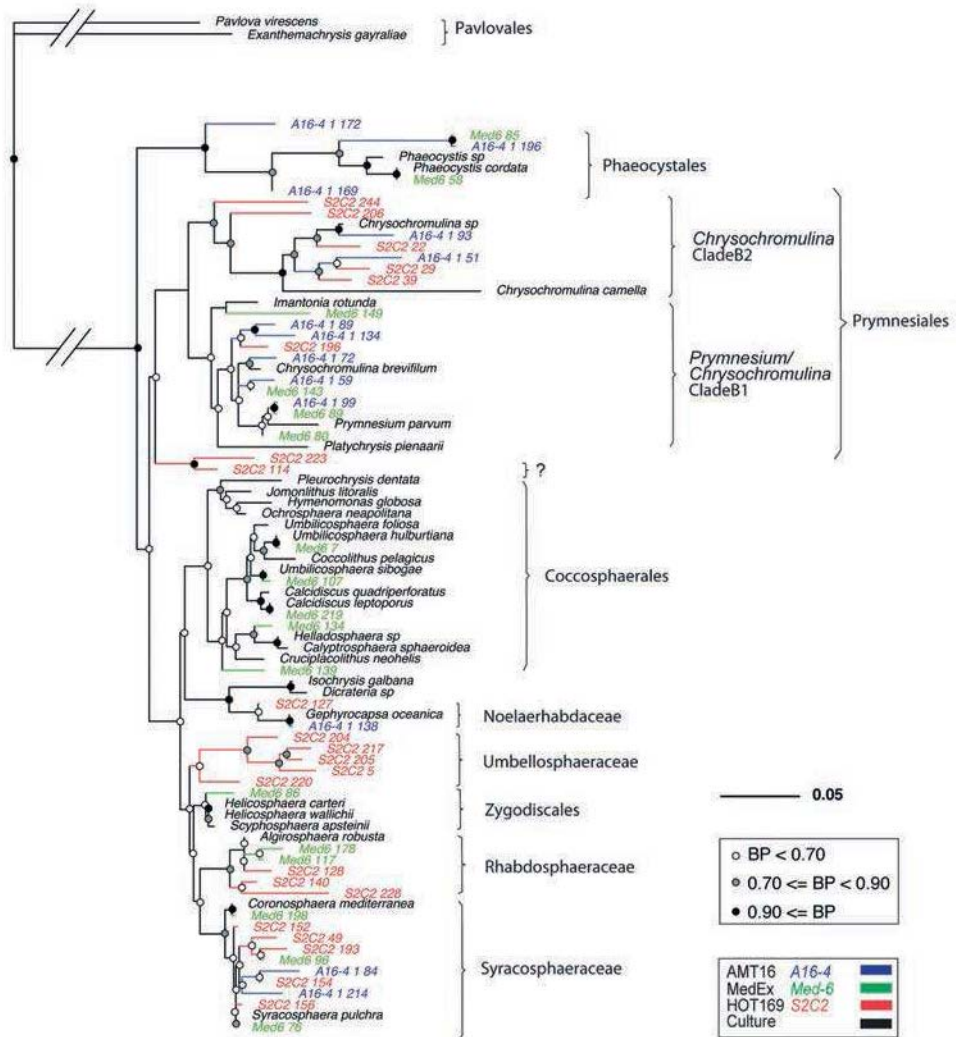 Pavlova virescens
Exanthemachrysis gayraliae
Pavlovales
A16-4 1 172
Med6 85
A16-4 1 196
Phaeocystis sp
Phaeocystis cordata
Med6 58
Phaeocystales
A16-4 1 169
S2C2 244
S2C2 206
Chrysochromulina sp
A16-4 1 93
S2C2 22
A16-4 1 51
S2C2 29
S2C2 39
Chrysochromulina camella
Chrysochromulina
CladeB2
Imantonia rotunda
Med6 149
A16-4 1 89
A16-4 1 134
S2C2 196
A16-4 1 72
Chrysochromulina brevifilum
A16-4 1 59
Med6 143
A16-4 1 99
Med6 89
Prymnesium parvum
Med6 80
Platychrysis pienaarii
Prymnesium/
Chrysochromulina
CladeB1
Prymnesiales
S2C2 223
S2C2 114
?
Pleurochrysis dentata
Jomonlithus litoralis
Hymenomonas globosa
Ochrosphaera neapolitana
Umbilicosphaera foliosa
Umbilicosphaera hulburtiana
Med6 7
Coccolithus pelagicus
Umbilicosphaera sibogae
Med6 107
Calcidiscus quadriperforatus
Calcidiscus leptoporus
Med6 219
Med6 134
Helladosphaera sp
Calyptrosphaera sphaeroidea
Cruciplacolithus neohelis
Med6 139
Coccosphaerales
Isochrysis galbana
Dicrateria sp
S2C2 127
Gephyrocapsa oceanica
A16-4 1 138
Noelaerhabdaceae
S2C2 204
S2C2 217
S2C2 205
S2C2 5
S2C2 220
Umbellosphaeraceae
Med6 86
Helicosphaera carteri
Helicosphaera wallichii
Scyphosphaera apsteinii
Zygodiscales
Algirosphaera robusta
Med6 178
Med6 117
S2C2 128
S2C2 140
S2C2 228
Rhabdosphaeraceae
Coronosphaera mediterranea
Med6 198
S2C2 152
S2C2 49
S2C2 193
Med6 96
A16-4 1 84
S2C2 154
A16-4 1 214
S2C2 156
Syracosphaera pulchra
Med6 76
Syracosphaeraceae
0.05
BP < 0.70
0.70 <= BP < 0.90
0.90 <= BP
AMT16 A16-4
MedEx Med-6
HOT169 S2C2
Culture